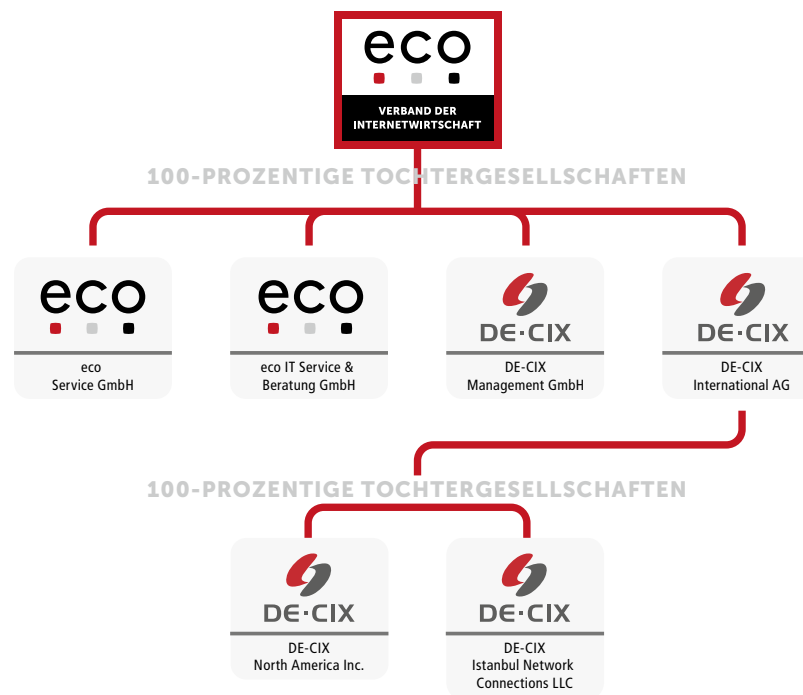 eco
VERBAND DER
INTERNETWIRTSCHAFT
100-PROZENTIGE TOCHTERGESELLSCHAFTEN
eco
eco
Service GmbH
eco
eco IT Service &
Beratung GmbH
DE-CIX
DE-CIX
Management GmbH
DE-CIX
DE-CIX
International AG
100-PROZENTIGE TOCHTERGESELLSCHAFTEN
DE-CIX
DE-CIX
North America Inc.
DE-CIX
DE-CIX
Istanbul Network
Connections LLC